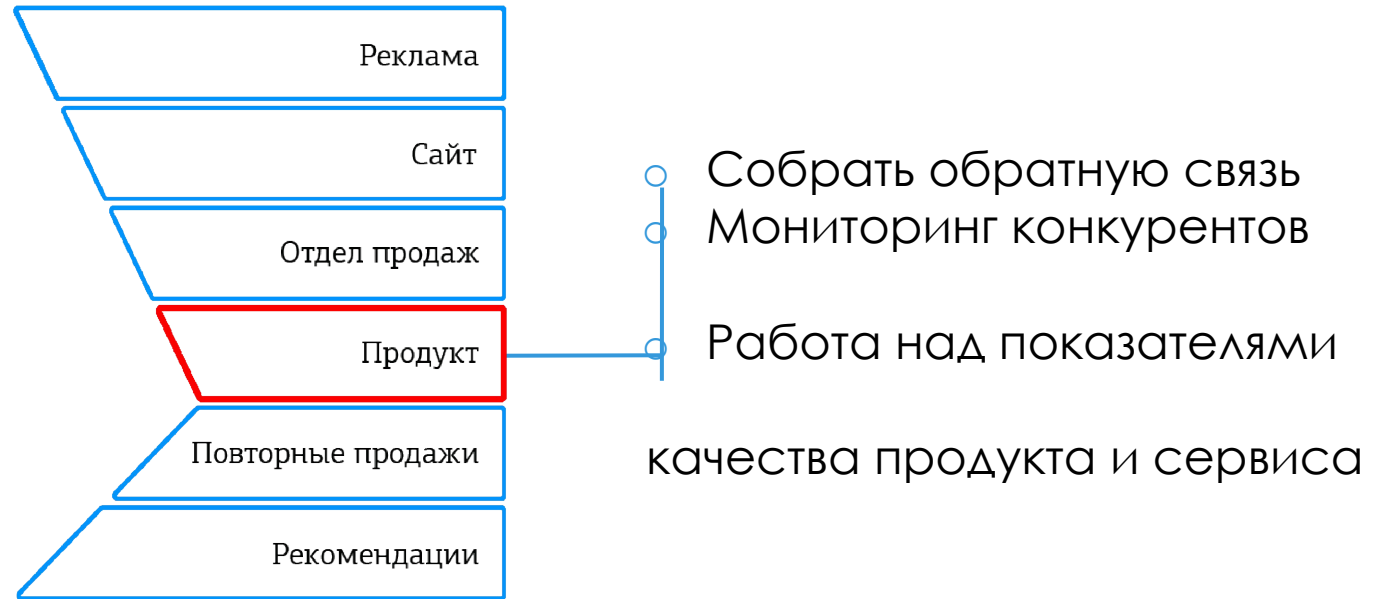 Реклама
Сайт
Отдел продаж
Продукт
Повторные продажи
Рекомендации
Собрать обратную связь
Мониторинг конкурентов
Работа над показателями
качества продукта и сервиса